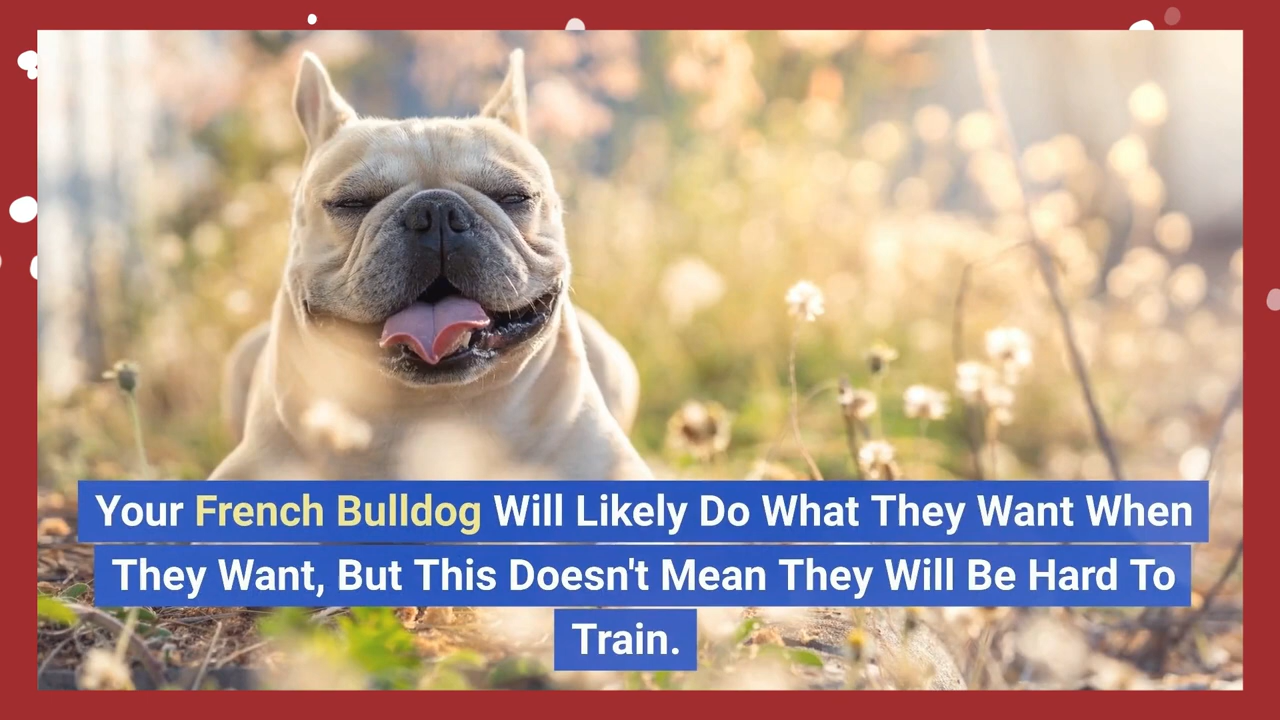 Your French Bulldog Will Likely Do What They Want When
They Want, But This Doesn't Mean They Will Be Hard To
Train.